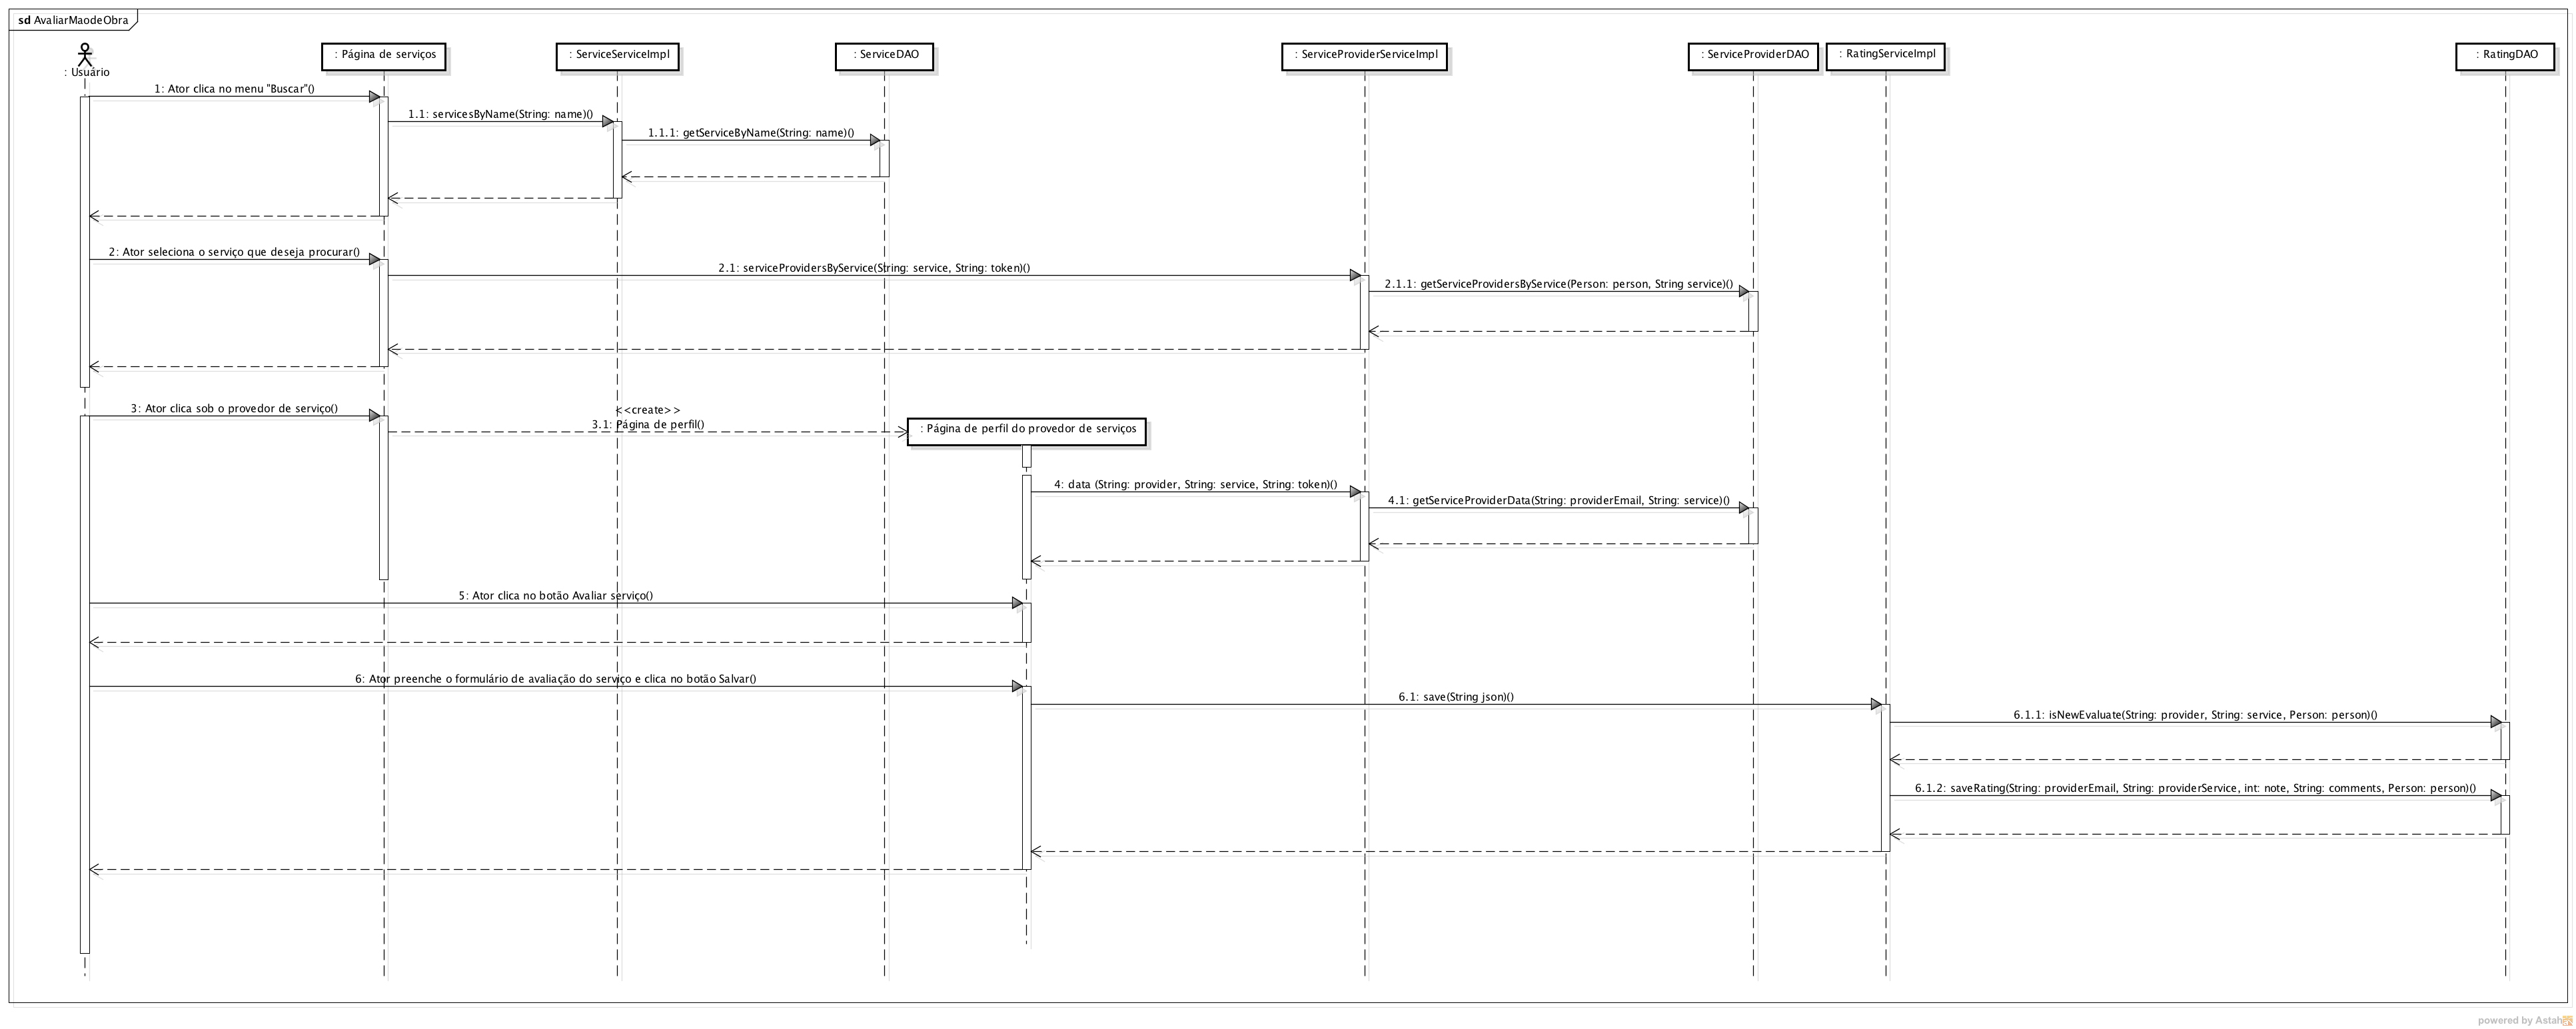 sd AvaliarMaodeObra
: Usuário
: Página de serviços
: ServiceServiceImpl
: ServiceDAO
: ServiceProviderServiceImpl
: ServiceProviderDAO
: RatingServiceImpl
: RatingDAO
1: Ator clica no menu "Buscar"()
1.1: servicesByName(String: name)()
1.1.1: getServiceByName(String: name)()
2: Ator seleciona o serviço que deseja procurar()
2.1: serviceProvidersByService(String: service, String: token)()
2.1.1: getServiceProvidersByService(Person: person, String service)()
3: Ator clica sob o provedor de serviço()
<<create>>
3.1: Página de perfil()
: Página de perfil do provedor de serviços
4: data (String: provider, String: service, String: token)()
4.1: getServiceProviderData(String: providerEmail, String: service)()
5: Ator clica no botão Avaliar serviço()
6: Ator preenche o formulário de avaliação do serviço e clica no botão Salvar()
6.1: save(String json)()
6.1.1: isNewEvaluate(String: provider, String: service, Person: person)()
6.1.2: saveRating(String: providerEmail, String: providerService, int: note, String: comments, Person: person)()
powered by Astah